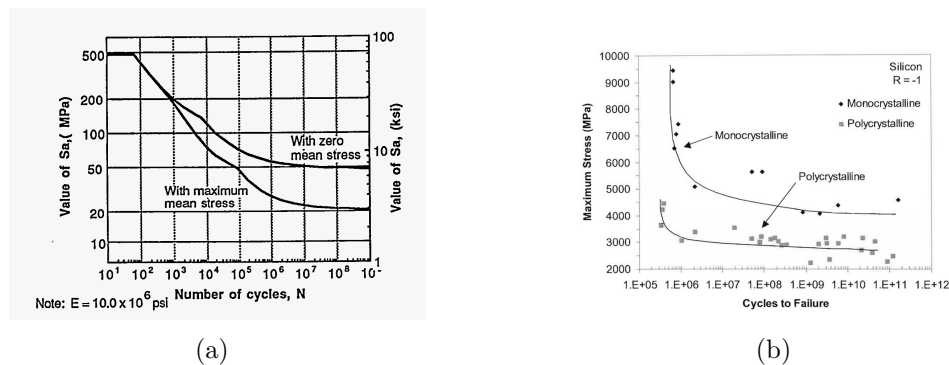 100
500
200
100
50
20
10
10
1
Value of Sa,( MPa)
Value of Sa, (ksi)
With zero
mean stress
With maximum
mean stress
10¹ 10² 10³ 10⁴ 10⁵ 10⁶ 10⁷ 10⁸ 10-
Number of cycles, N
Note: E = 10.0 x 10⁶ psi
(a)
10000
9000
8000
7000
6000
5000
4000
3000
2000
Maximum Stress (MPa)
Silicon
R = -1
Monocrystalline
Polycrystalline
Monocrystalline
Polycrystalline
1.E+05 1.E+06 1.E+07 1.E+08 1.E+09 1.E+10 1.E+11 1.E+12
Cycles to Failure
(b)